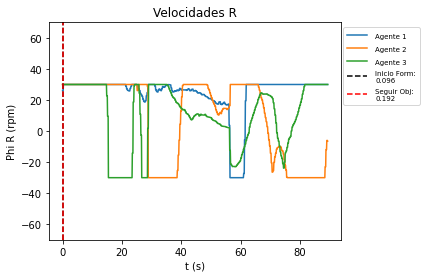 Velocidades R
Phi R (rpm)
60
40
20
0
−20
−40
−60
0
20
40
60
80
t (s)
Agente 1
Agente 2
Agente 3
Inicio Form:
0.096
Seguir Obj:
0.192